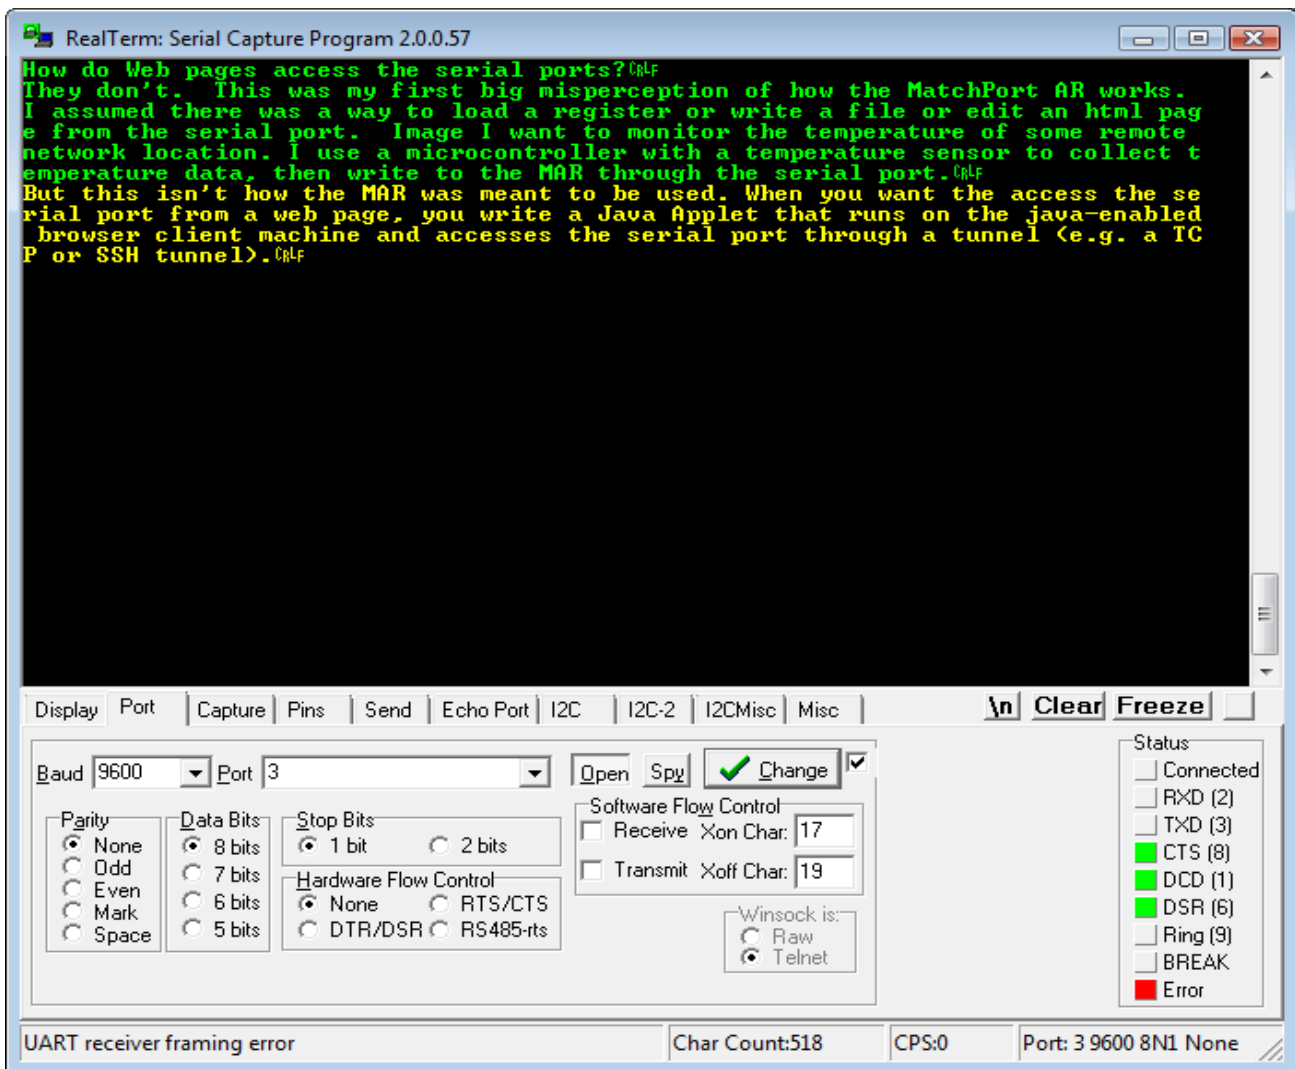 RealTerm: Serial Capture Program 2.0.0.57
How do Web pages access the serial ports?CRLF
They don't.  This was my first big misperception of how the MatchPort AR works.
I assumed there was a way to load a register or write a file or edit an html pag
e from the serial port.  Image I want to monitor the temperature of some remote
network location. I use a microcontroller with a temperature sensor to collect t
emperature data, then write to the MAR through the serial port.CRLF
But this isn't how the MAR was meant to be used. When you want the access the se
rial port from a web page, you write a Java Applet that runs on the java-enabled
 browser client machine and accesses the serial port through a tunnel (e.g. a TC
P or SSH tunnel).CRLF
Display Port Capture Pins Send Echo Port I2C I2C-2 I2CMisc Misc \n Clear Freeze
Baud 9600 Port 3 Open Spy Change
Parity
None
Odd
Even
Mark
Space
Data Bits
8 bits
7 bits
6 bits
5 bits
Stop Bits
1 bit 2 bits
Hardware Flow Control
None RTS/CTS
DTR/DSR RS485-rts
Software Flow Control
Receive Xon Char: 17
Transmit Xoff Char: 19
Winsock is:
Raw
Telnet
Status
Connected
RXD (2)
TXD (3)
CTS (8)
DCD (1)
DSR (6)
Ring (9)
BREAK
Error
UART receiver framing error Char Count:518 CPS:0 Port: 3 9600 8N1 None